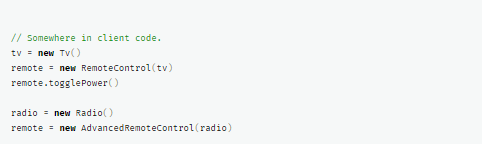 // Somewhere in client code.
tv = new Tv()
remote = new RemoteControl(tv)
remote.togglePower()
radio = new Radio()
remote = new AdvancedRemoteControl(radio)